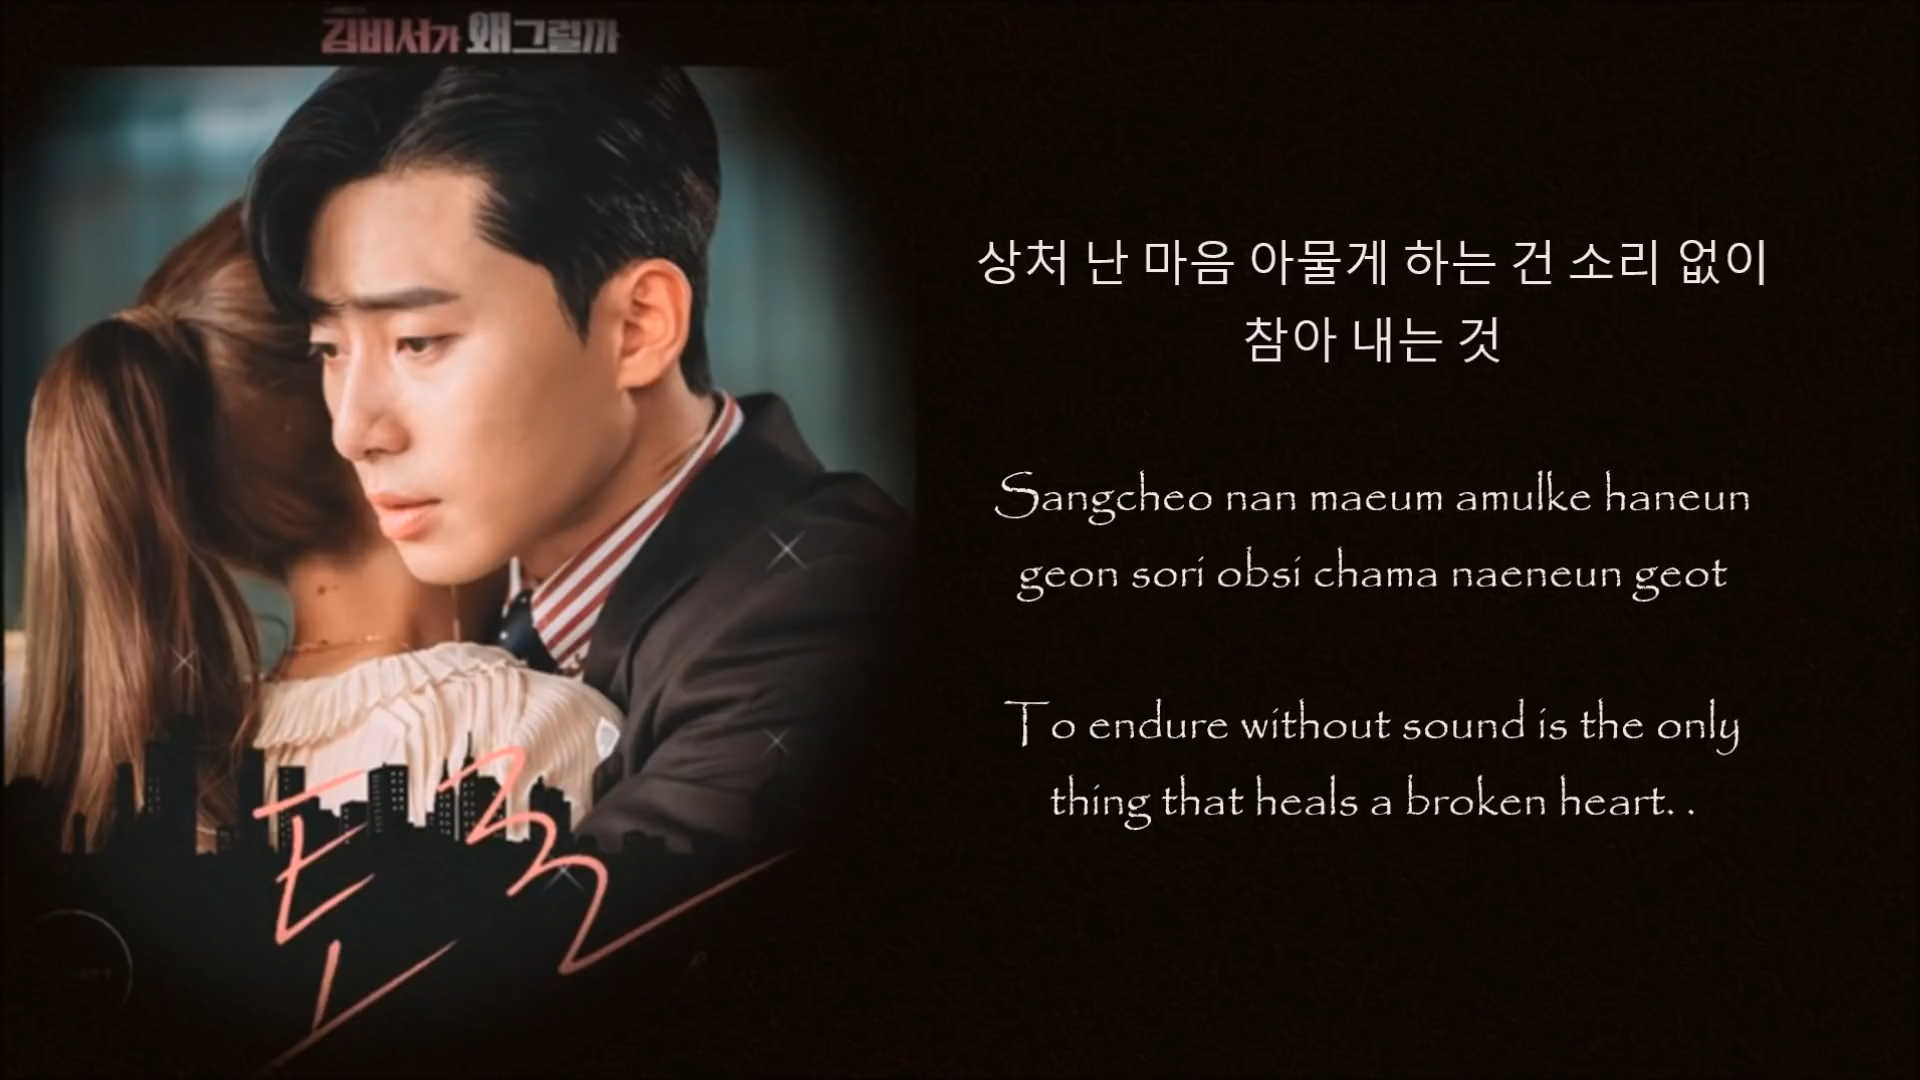 김비서가 왜그럴까
상처 난 마음 아물게 하는 건 소리 없이
참아 내는 것
Sangcheo nan maeum amulke haneun
geon sori obsi chama naeneun geot
To endure without sound is the only
thing that heals a broken heart. .
토로